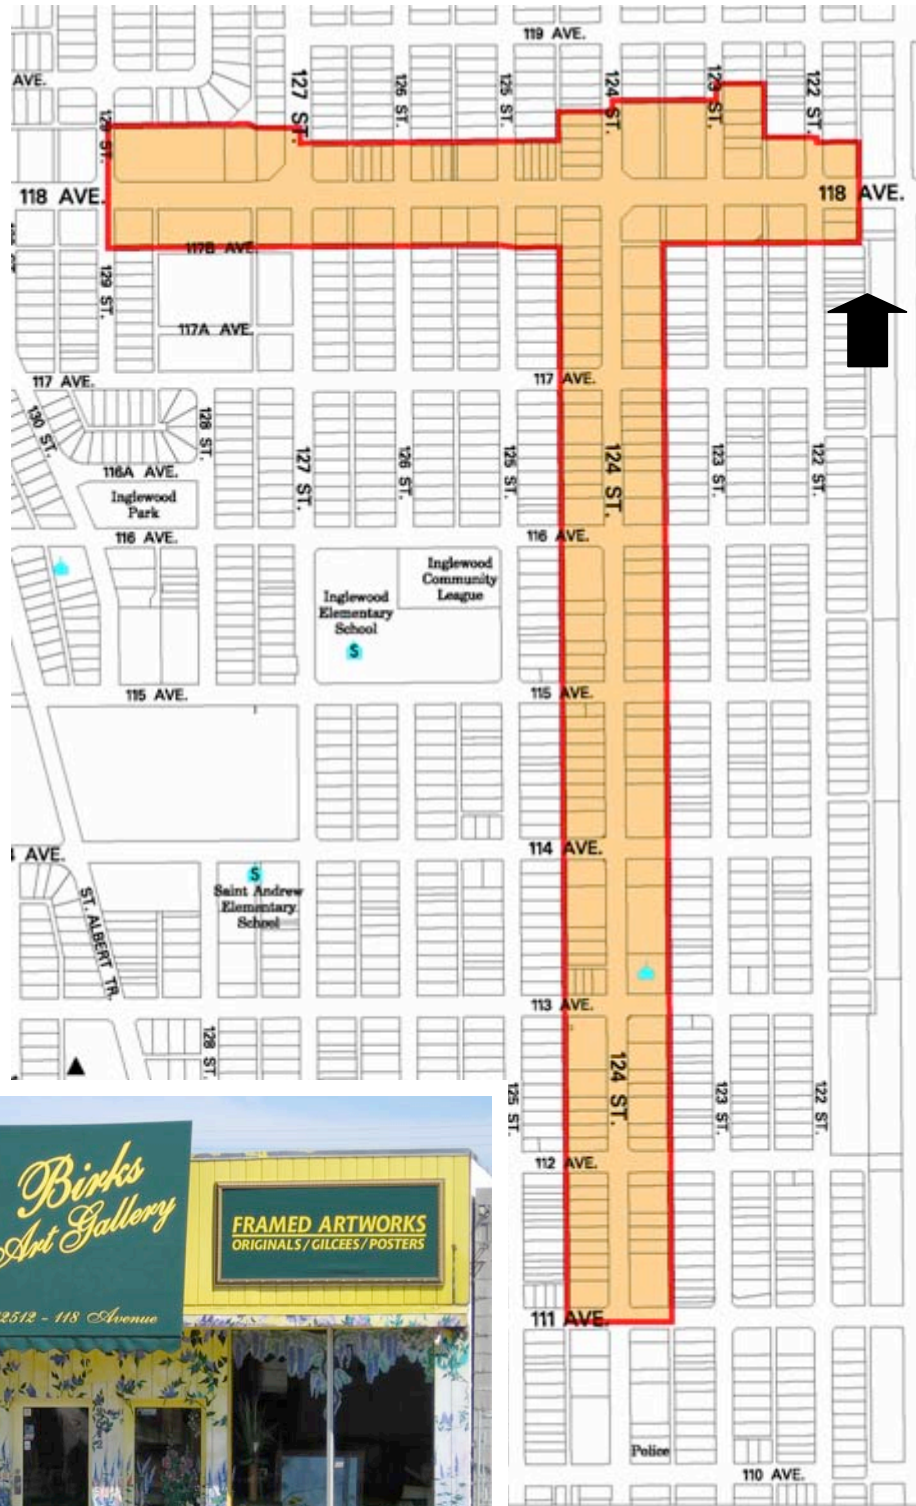 119 AVE.
AVE.
127 ST.
126 ST.
125 ST.
124 ST.
123 ST.
122 ST.
129 ST.
118 AVE.
118 AVE.
117B AVE.
129 ST.
117A AVE.
117 AVE.
117 AVE.
130 ST.
128 ST.
127 ST.
126 ST.
125 ST.
124 ST.
123 ST.
122 ST.
116A AVE.
Inglewood
Park
116 AVE.
116 AVE.
Inglewood
Community
League
Inglewood
Elementary
School
S
115 AVE.
115 AVE.
AVE.
114 AVE.
S
Saint Andrew
Elementary
School
ST. ALBERT TR.
113 AVE.
128 ST.
124 ST.
125 ST.
123 ST.
122 ST.
112 AVE.
111 AVE.
Police
110 AVE.
Birks
Art Gallery
2512 - 118 Avenue
FRAMED ARTWORKS
ORIGINALS/GILCEES/POSTERS